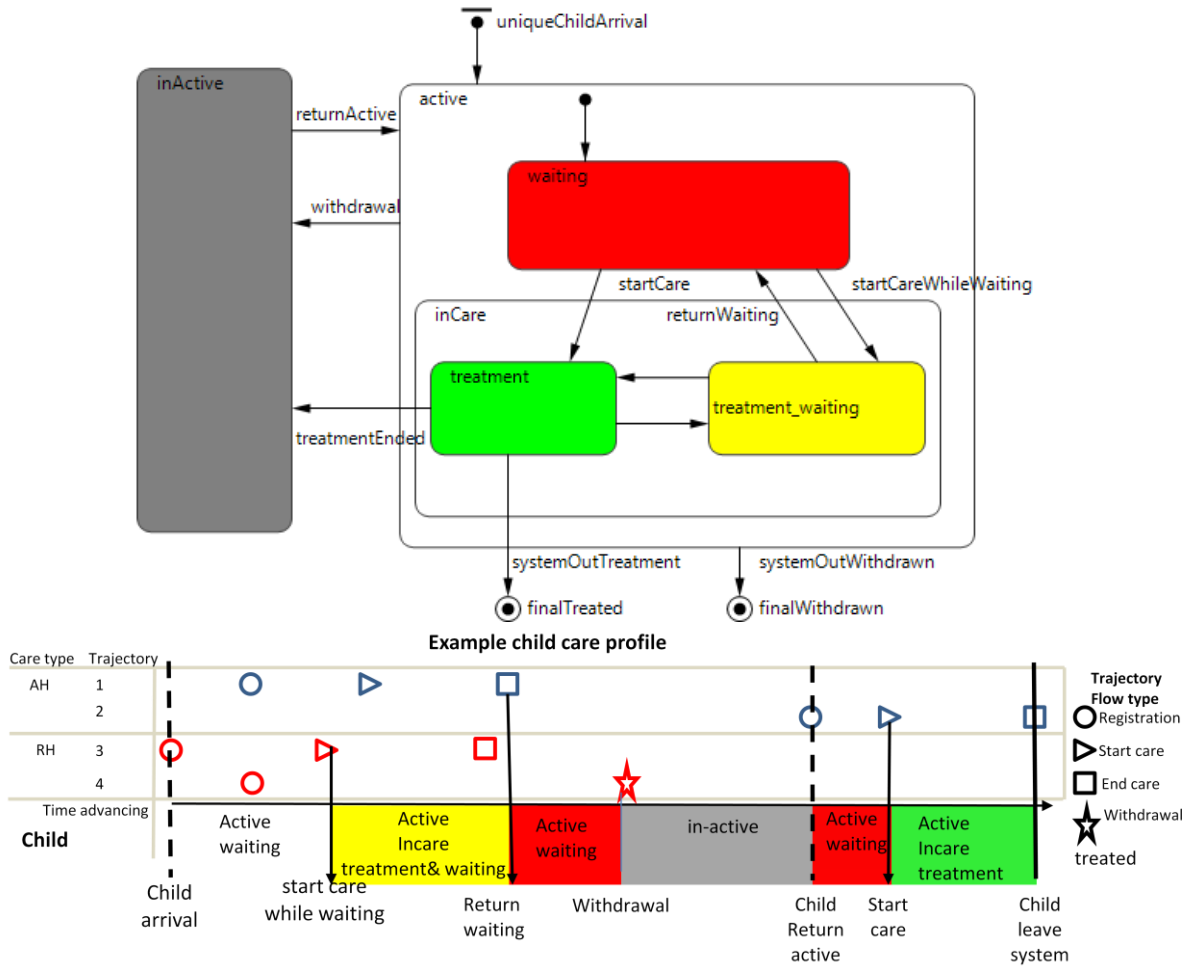 uniqueChildArrival
inActive
active
returnActive
waiting
withdrawal
startCare
startCareWhileWaiting
inCare
returnWaiting
treatment
treatment_waiting
treatmentEnded
systemOutTreatment
systemOutWithdrawn
finalTreated
finalWithdrawn
Example child care profile
Care type Trajectory
AH 1
2
RH 3
4
Time advancing
Child
Trajectory
Flow type
Registration
Start care
End care
Withdrawal
treated
Active
waiting
Active
Incare
treatment& waiting
Active
waiting
in-active
Active
waiting
Active
Incare
treatment
Child
arrival
start care
while waiting
Return
waiting
Withdrawal
Child
Return
active
Start
care
Child
leave
system